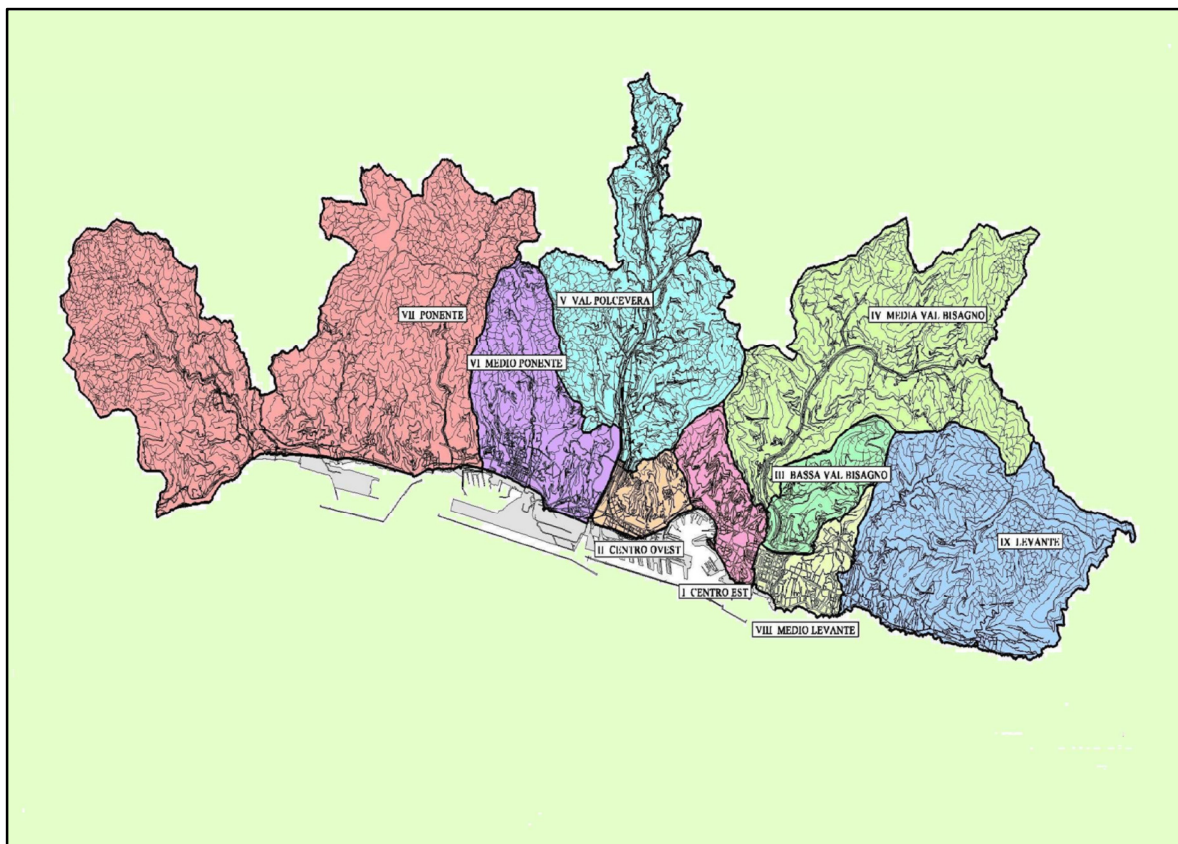 V VAL POLCEVERA
VII PONENTE
IV MEDIA VAL BISAGNO
VI MEDIO PONENTE
III BASSA VAL BISAGNO
IX LEVANTE
II CENTRO OVEST
I CENTRO EST
VIII MEDIO LEVANTE